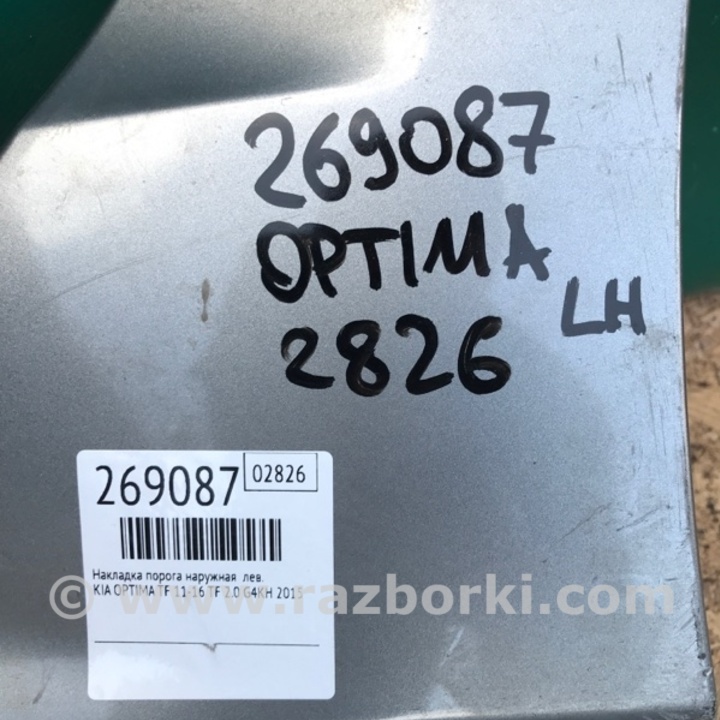 269087
OPTIMA
LH
2826
269087 02826
Накладка порога наружная лев.
KIA OPTIMA TF 11-16 TF 2.0 G4KH 2015
© www.razborki.com